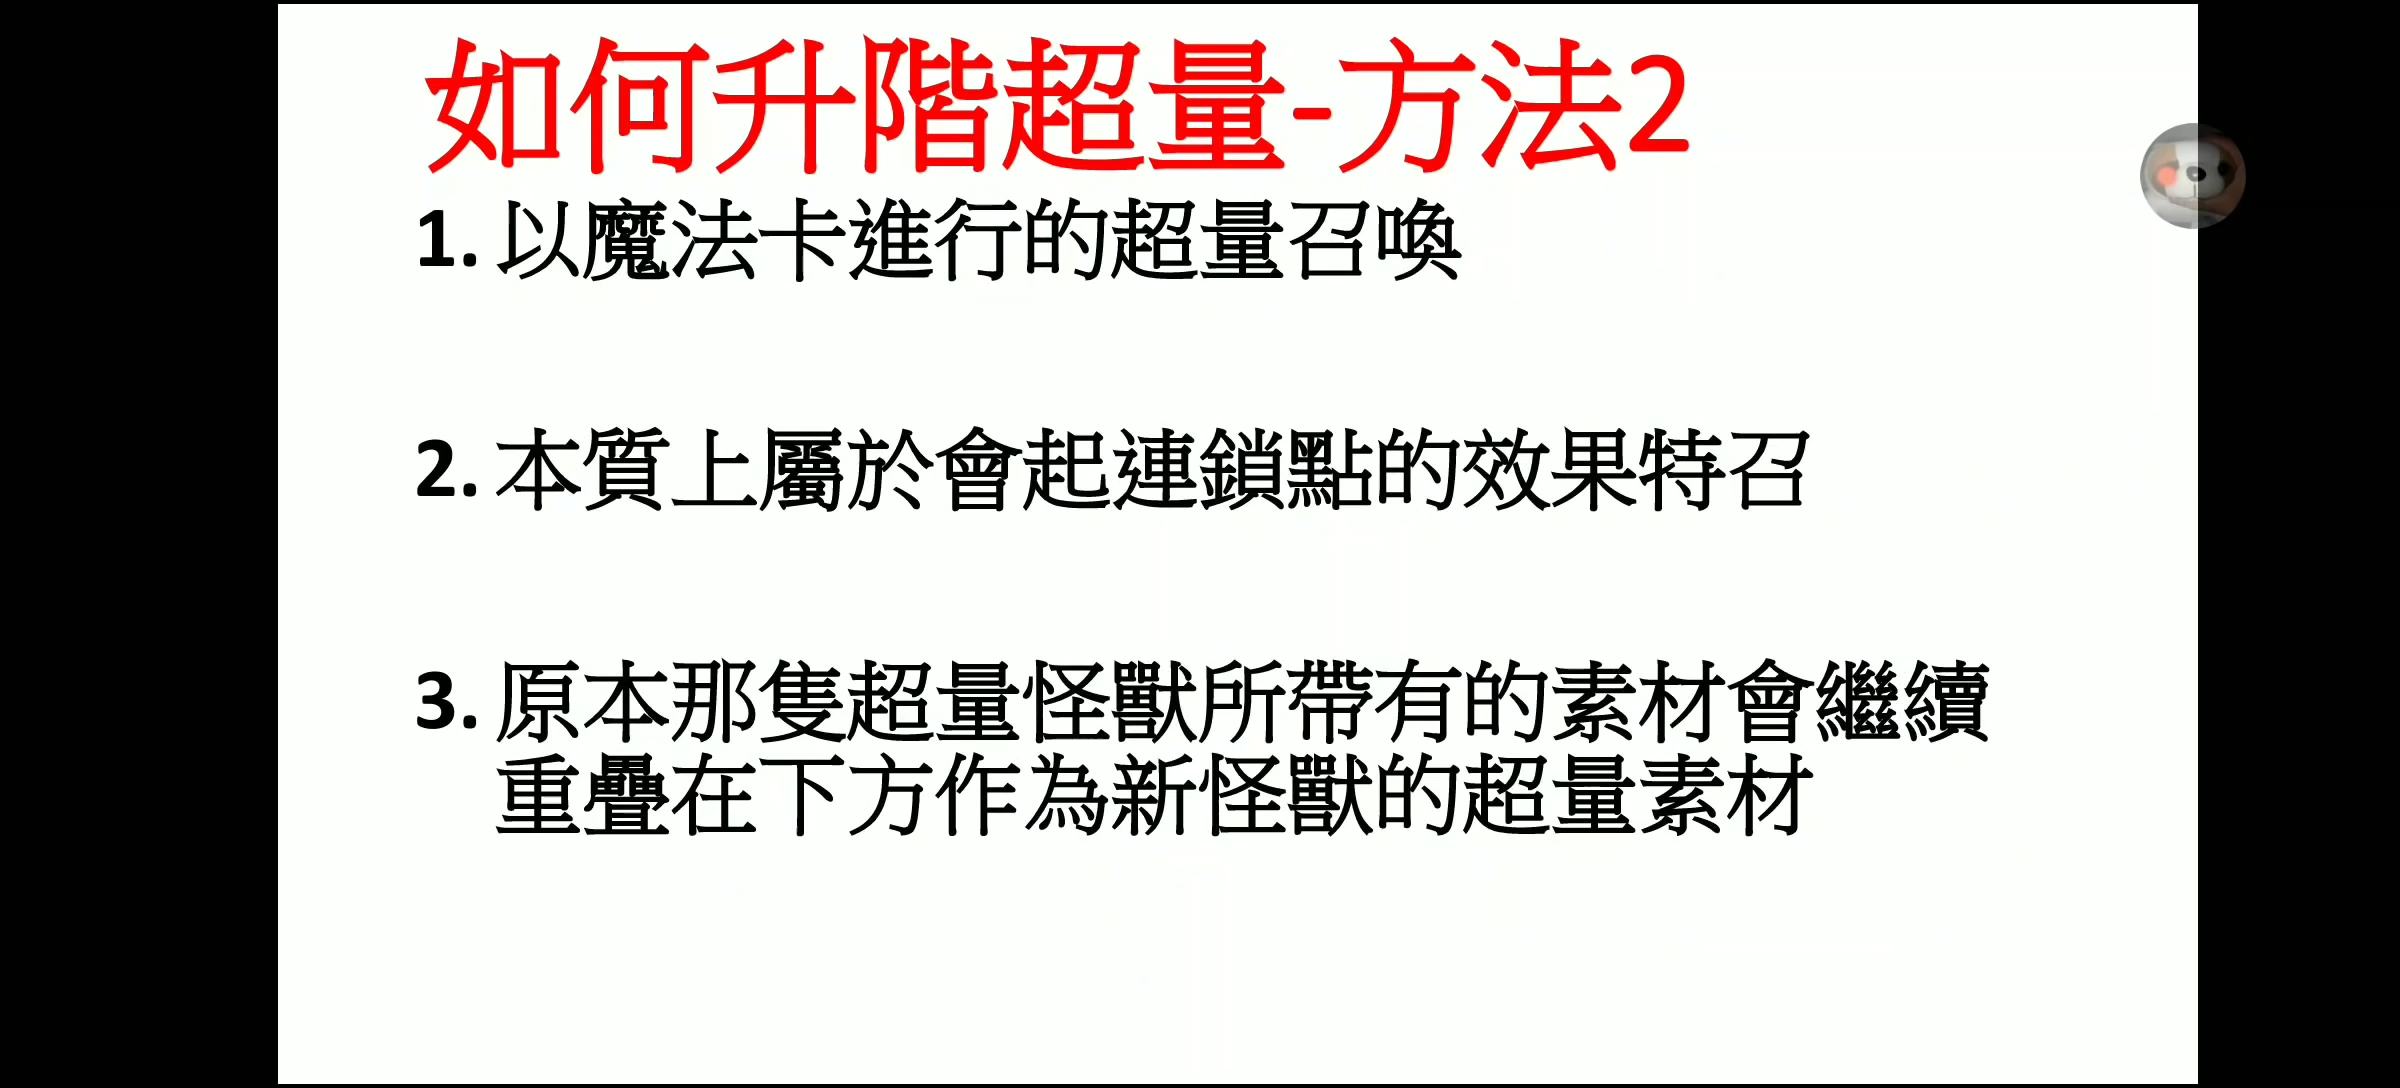 如何升階超量-方法2
1. 以魔法卡進行的超量召喚
2. 本質上屬於會起連鎖點的效果特召
3. 原本那隻超量怪獸所帶有的素材會繼續
重疊在下方作為新怪獸的超量素材